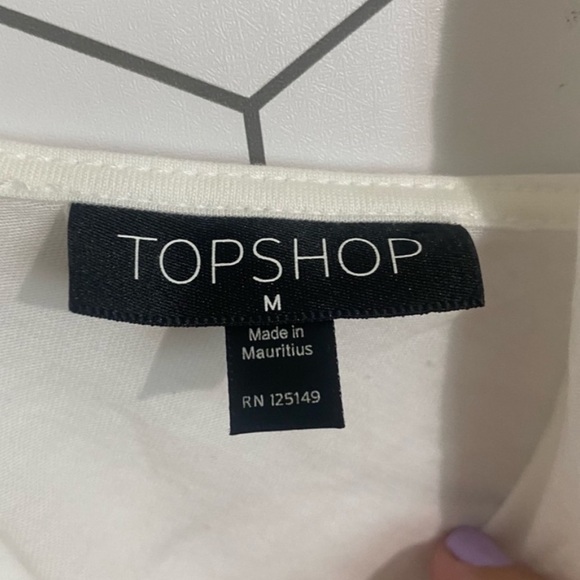 TOPSHOP
M
Made in
Mauritius
RN 125149